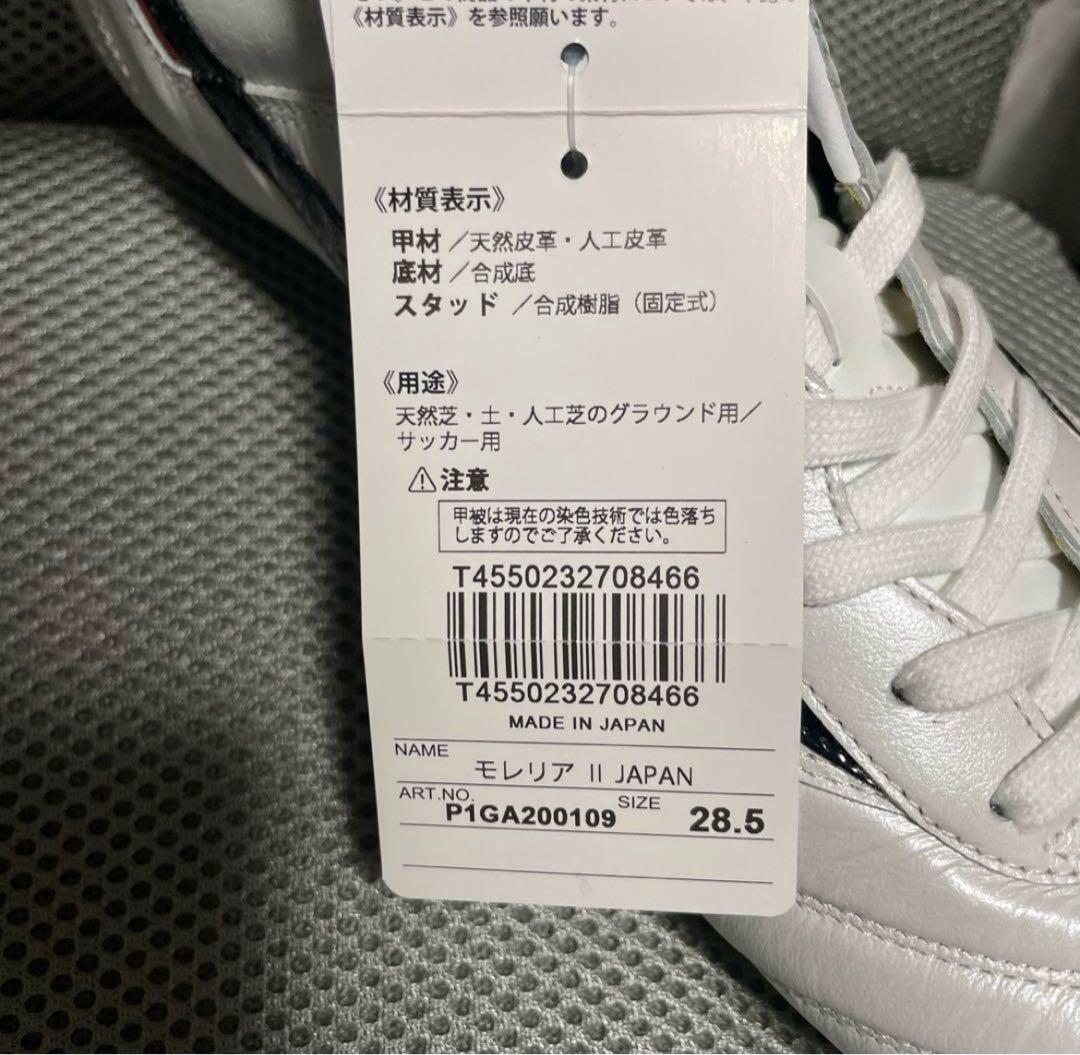 《材質表示》を参照願います。
《材質表示》
甲材／天然皮革・人工皮革
底材／合成底
スタッド ／合成樹脂（固定式）
《用途》
天然芝・土・人工芝のグラウンド用／
サッカー用
⚠注意
甲被は現在の染色技術では色落ち
しますのでご了承ください。
T4550232708466
T4550232708466
MADE IN JAPAN
NAME
モレリア II JAPAN
ART.NO. P1GA200109 SIZE 28.5